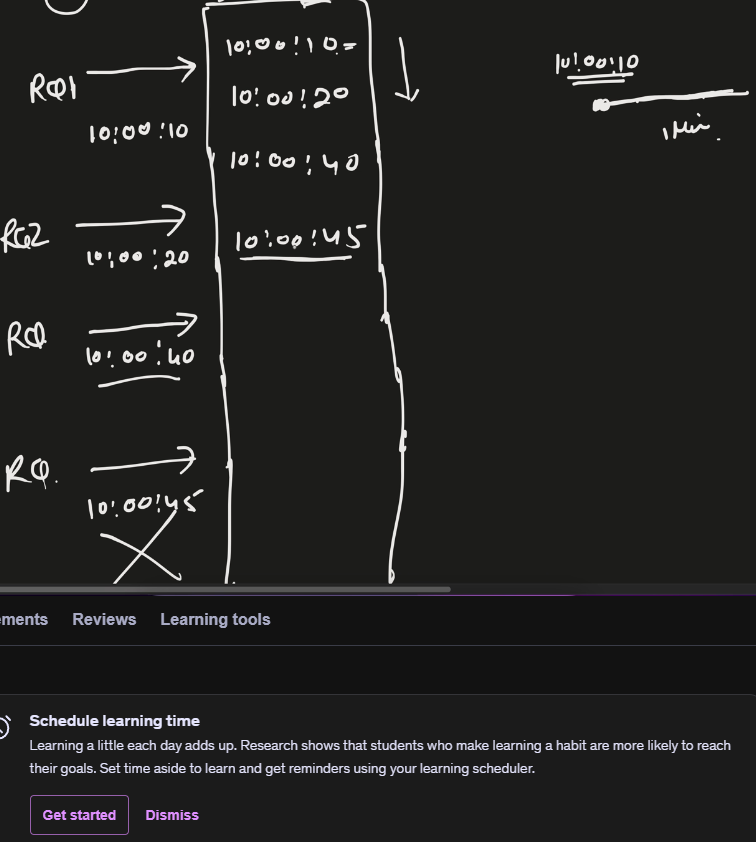 10:00:10=
10:00:10
RQ1
10:00:20
1 Min.
10:00:10
10:00:40
RQ2
10:00:45
10:00:20
RQ
10:00:40
RQ.
10:00:45
Reviews
Learning tools
Schedule learning time
Learning a little each day adds up. Research shows that students who make learning a habit are more likely to reach
their goals. Set time aside to learn and get reminders using your learning scheduler.
Get started
Dismiss